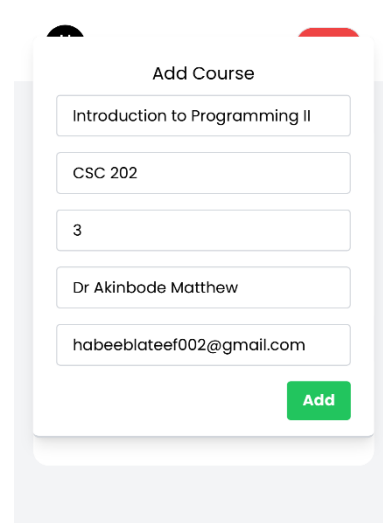 Add Course
Introduction to Programming II
CSC 202
3
Dr Akinbode Matthew
habeeblateef002@gmail.com
Add